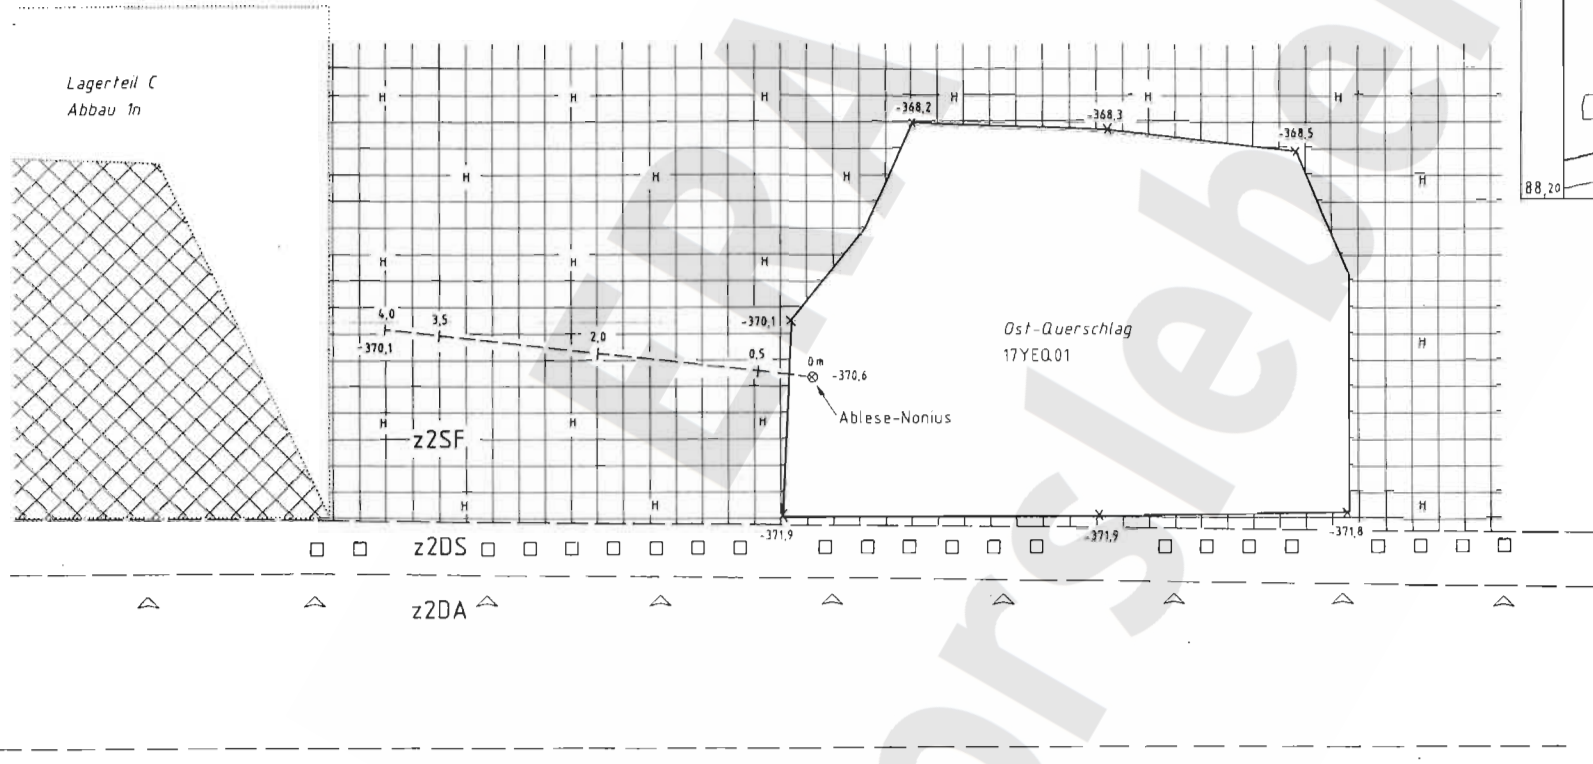 Lagerteil C
Abbau 1n
H H H H H H
-368,2
-368,3
-368,5
H H H H
88,20
H H H
4,0
3,5
2,0
0,5
0 m
-370,1
-370,1
-370,6
Ablese-Nonius
Ost-Querschlag
17YEQ01
H
H H H
z2SF
H H H
-371,9
-371,9
-371,8
z2DS
z2DA
ERA
orsleben